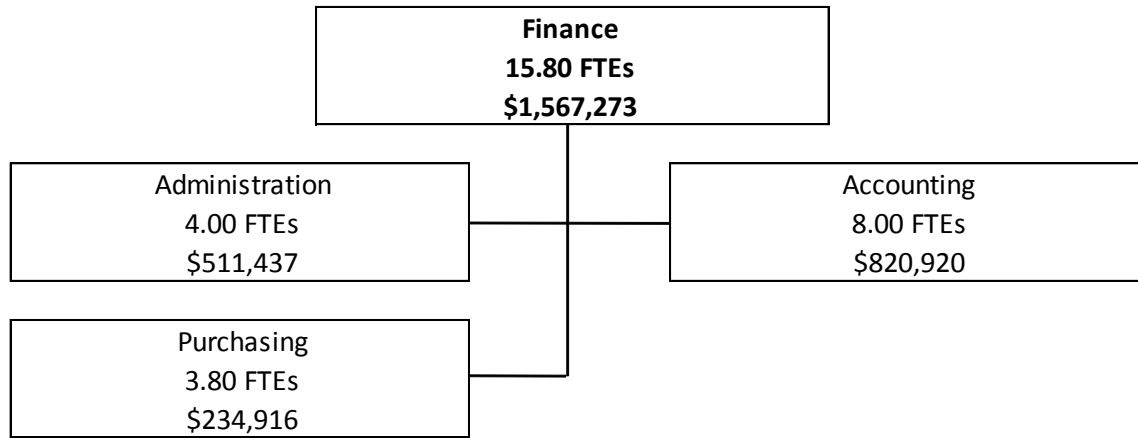 Finance
15.80 FTEs
$1,567,273
Administration
4.00 FTEs
$511,437
Accounting
8.00 FTEs
$820,920
Purchasing
3.80 FTEs
$234,916